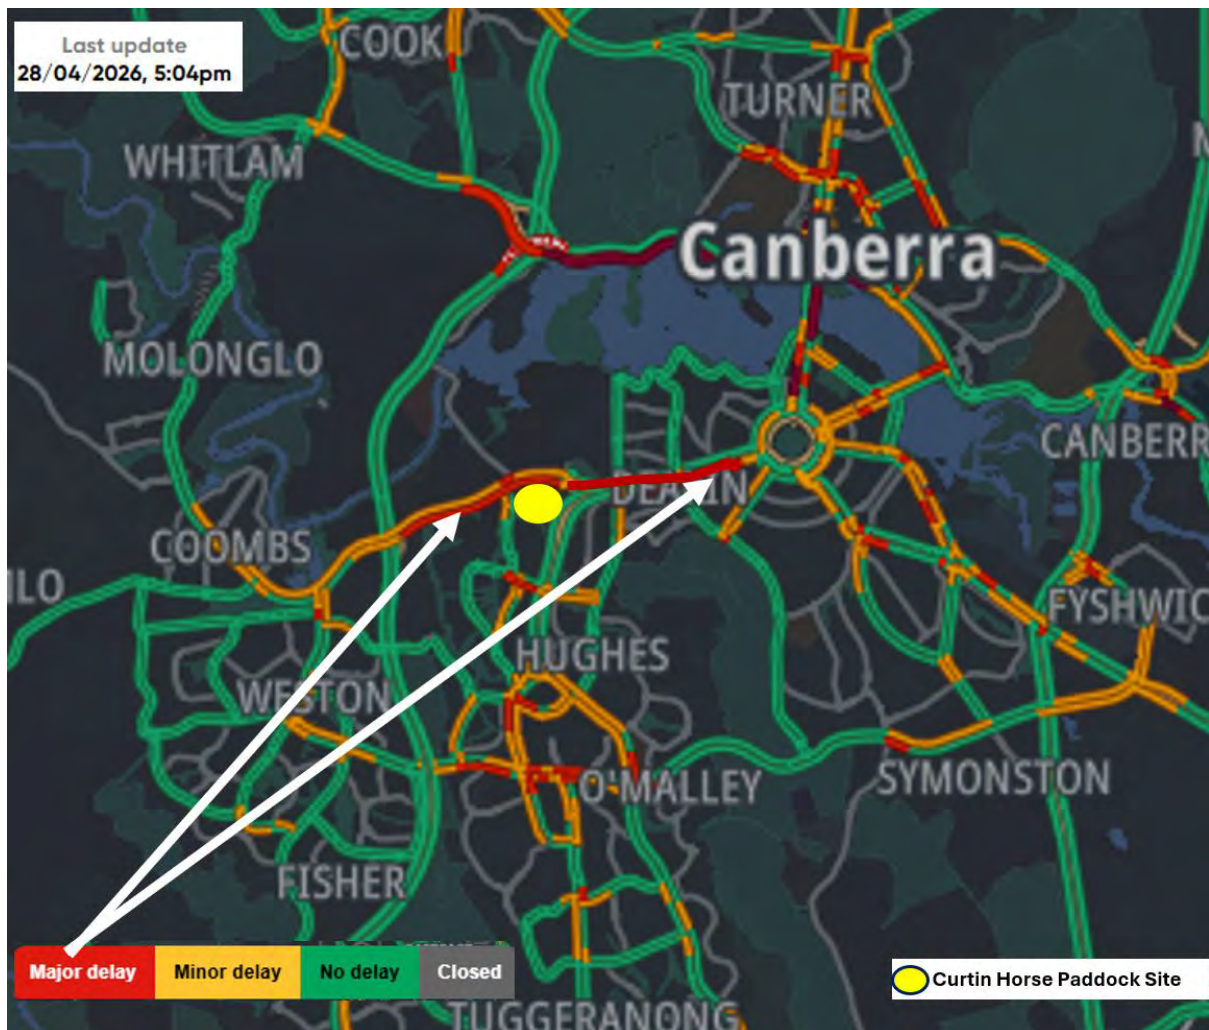 Last update
28/04/2026, 5:04pm
COOK
TURNER
WHITLAM
Canberra
MOLONGLO
CANBERR
DEAKIN
COOMBS
ILO
FYSHWIC
HUGHES
WESTON
O'MALLEY
SYMONSTON
FISHER
Major delay
Minor delay
No delay
Closed
Curtin Horse Paddock Site
TUGGERANONG